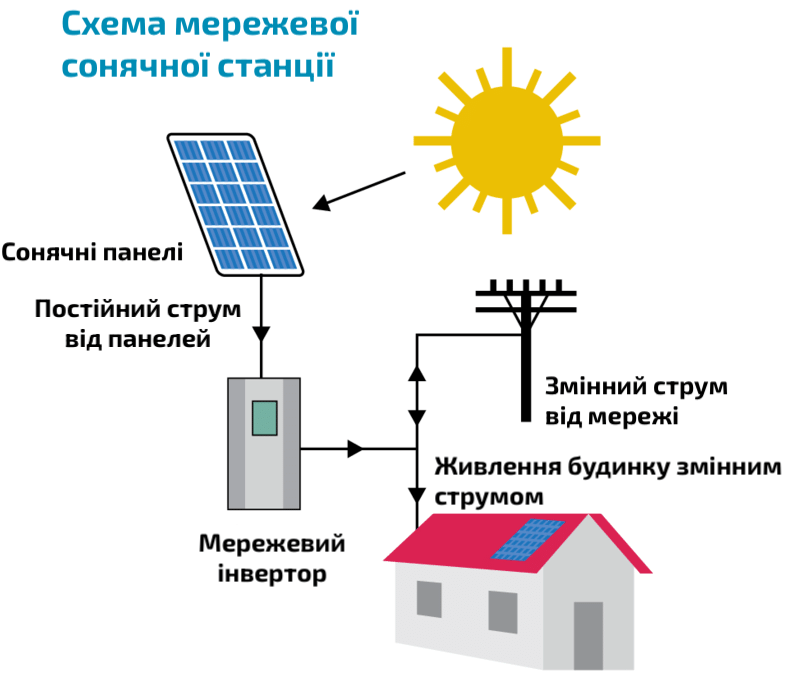 Схема мережевої
сонячної станції
Сонячні панелі
Постійний струм
від панелей
Змінний струм
від мережі
Живлення будинку змінним
струмом
Мережевий
інвертор